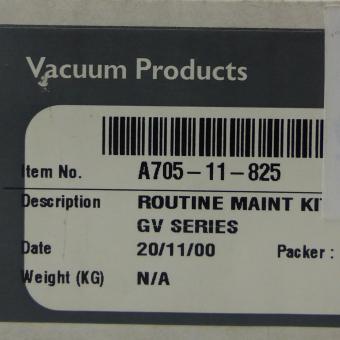 Vacuum Products
Item No. A705-11-825
Description ROUTINE MAINT KI
GV SERIES
Date 20/11/00 Packer :
Weight (KG) N/A